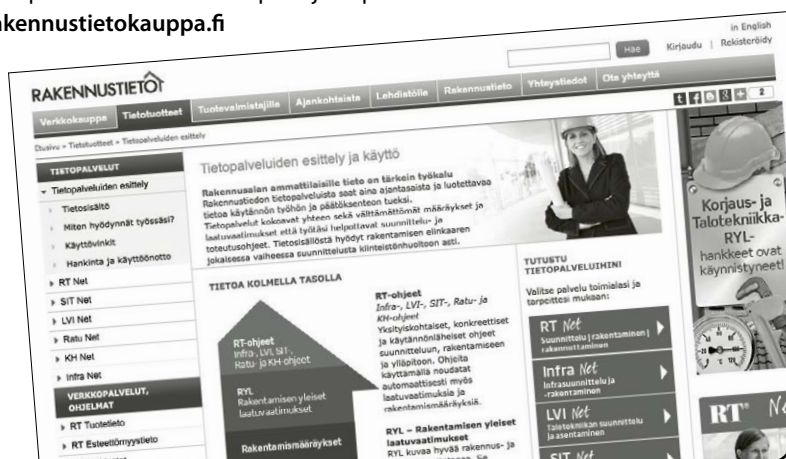 akennustietokauppa.fi
in English
Hae
Kirjaudu | Rekisteröidy
RAKENNUSTIETO
Verkkokauppa
Tietotuotteet
Tuotevalmistajille
Ajankohtaista
Lehdistölle
Rakennustieto
Yhteystiedot
Ota yhteyttä
2
Etusivu » Tietotuotteet » Tietopalveluiden esittely
TIETOPALVELUT
Tietopalveluiden esittely
Tietosisältö
Miten hyödynnät työssäsi?
Käyttövinkit
Hankinta ja käyttöönotto
RT Net
SIT Net
LVI Net
Ratu Net
KH Net
Infra Net
VERKKOPALVELUT,
OHJELMAT
RT Tuotetieto
RT Esteettömyystieto
Tietopalveluiden esittely ja käyttö
Rakennusalan ammattilaisille tieto on tärkein työkalu
Rakennustiedon tietopalveluista saat aina ajantasaista ja luotettavaa
tietoa käytännön työhön ja päätöksenteon tueksi.
Tietopalvelut kokoavat yhteen sekä välttämättömät määräykset ja
laatuvaatimukset että työtäsi helpottavat suunnittelu- ja
toteutusohjeet. Tietosisällöstä hyödyt rakentamisen elinkaaren
jokaisessa vaiheessa suunnittelusta kiinteistönhuoltoon asti.
TIETOA KOLMELLA TASOLLA
RT-ohjeet
Infra-, LVI, SIT-,
Ratu- ja KH-ohjeet
RYL
Rakentamisen yleiset
laatuvaatimukset
Rakentamismääräykset
RT-ohjeet
Infra-, LVI-, SIT-, Ratu- ja
KH-ohjeet
Yksityiskohtaiset, konkreettiset
ja käytännönläheiset ohjeet
suunnitteluun, rakentamiseen
ja ylläpitoon. Ohjeita
käyttämällä noudatat
automaattisesti myös
laatuvaatimuksia ja
rakentamismääräyksiä.
RYL – Rakentamisen yleiset
laatuvaatimukset
RYL kuvaa hyvää rakennus- ja
TUTUSTU
TIETOPALVELUIHINI
Valitse palvelu toimialasi ja
tarpeittesi mukaan:
RT Net
Suunnittelu | rakentaminen |
rakennuttaminen
Infra Net
Infrasuunnittelu ja
-rakentaminen
LVI Net
Talotekniikan suunnittelu
ja asentaminen
SIT Net
Korjaus- ja
Talotekniikka-
RYL-
hankkeet ovat
käynnistyneet!
RT